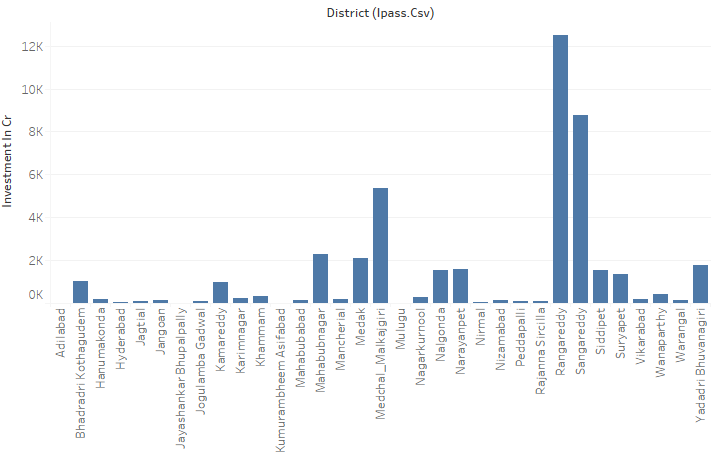 District (Ipass.Csv)
Investment In Cr
12K
10K
8K
6K
4K
2K
0K
Adilabad
Bhadradri Kothagudem
Hanumakonda
Hyderabad
Jagtial
Jangoan
Jayashankar Bhupalpally
Jogulamba Gadwal
Kamareddy
Karimnagar
Khammam
Kumurambheem Asifabad
Mahabubabad
Mahabubnagar
Mancherial
Medak
Medchal_Malkajgiri
Mulugu
Nagarkurnool
Nalgonda
Narayanpet
Nirmal
Nizamabad
Peddapalli
Rajanna Sircilla
Rangareddy
Sangareddy
Siddipet
Suryapet
Vikarabad
Wanaparthy
Warangal
Yadadri Bhuvanagiri